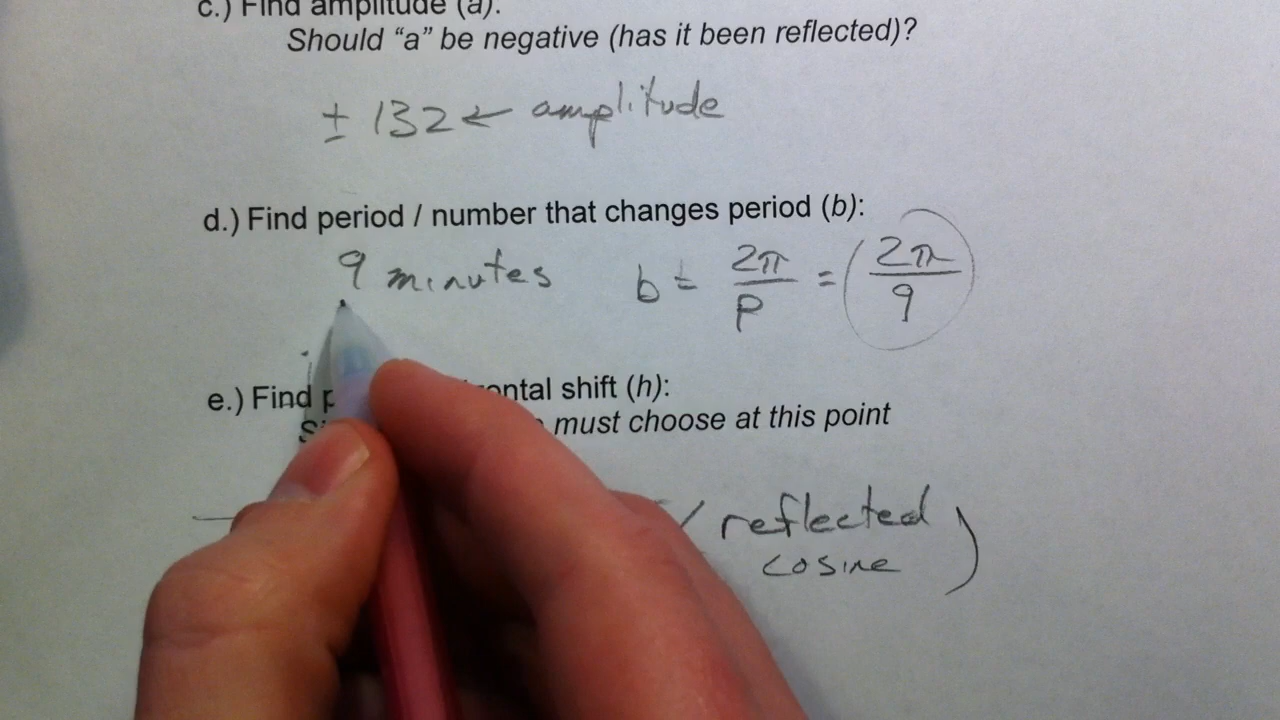 c.) Find amplitude (a):
Should “a” be negative (has it been reflected)?
± 132 ← amplitude
d.) Find period / number that changes period (b):
9 minutes b = 2π/P = 2π/9
e.) Find ontal shift (h):
must choose at this point
reflected
cosine )